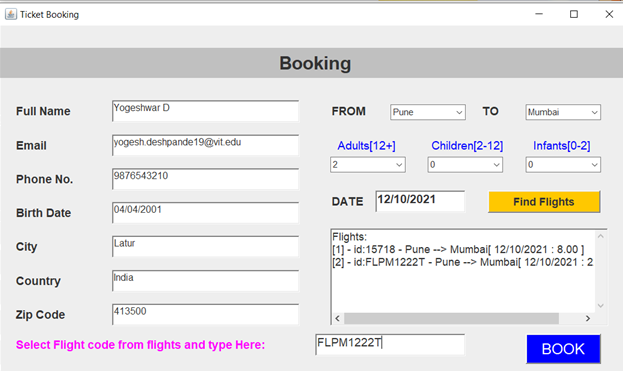 Ticket Booking
Booking
Full Name Yogeshwar D
Email yogesh.deshpande19@vit.edu
Phone No. 9876543210
Birth Date 04/04/2001
City Latur
Country India
Zip Code 413500
FROM Pune TO Mumbai
Adults[12+] Children[2-12] Infants[0-2]
2 0 0
DATE 12/10/2021 Find Flights
Flights:
[1] - id:15718 - Pune --> Mumbai[ 12/10/2021 : 8.00 ]
[2] - id:FLPM1222T - Pune --> Mumbai[ 12/10/2021 : 2
Select Flight code from flights and type Here: FLPM1222T BOOK